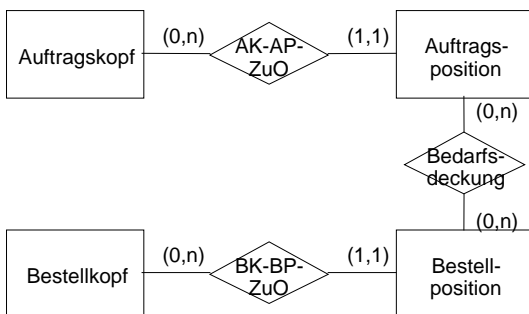 (0,n)
AK-AP-
ZuO
(1,1)
Auftragskopf
Auftrags-
position
(0,n)
Bedarfs-
deckung
(0,n)
(0,n)
BK-BP-
ZuO
(1,1)
Bestellkopf
Bestell-
position